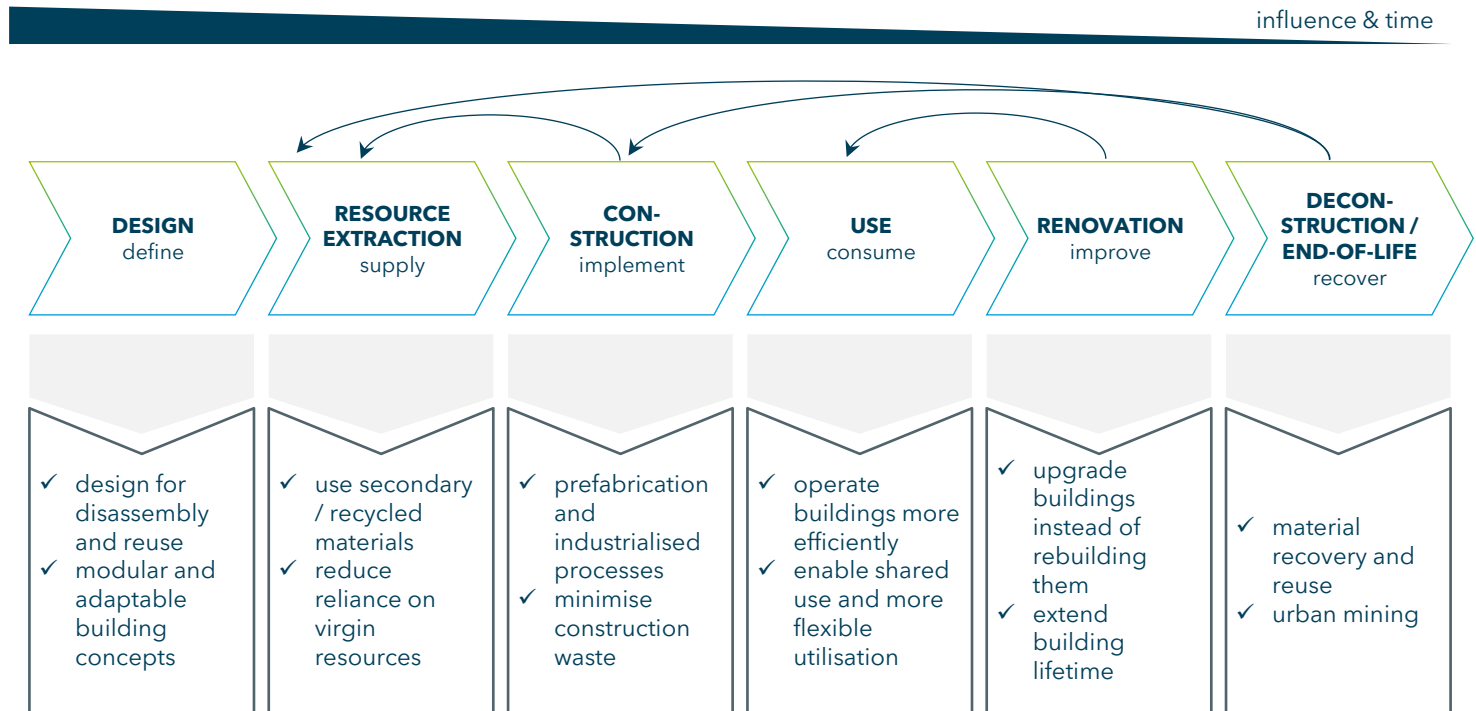 influence & time
DESIGN
define
RESOURCE
EXTRACTION
supply
CON-
STRUCTION
implement
USE
consume
RENOVATION
improve
DECON-
STRUCTION /
END-OF-LIFE
recover
✓ design for
disassembly
and reuse
✓ modular and
adaptable
building
concepts
✓ use secondary
/ recycled
materials
✓ reduce
reliance on
virgin
resources
✓ prefabrication
and
industrialised
processes
✓ minimise
construction
waste
✓ operate
buildings more
efficiently
✓ enable shared
use and more
flexible
utilisation
✓ upgrade
buildings
instead of
rebuilding
them
✓ extend
building
lifetime
✓ material
recovery and
reuse
✓ urban mining